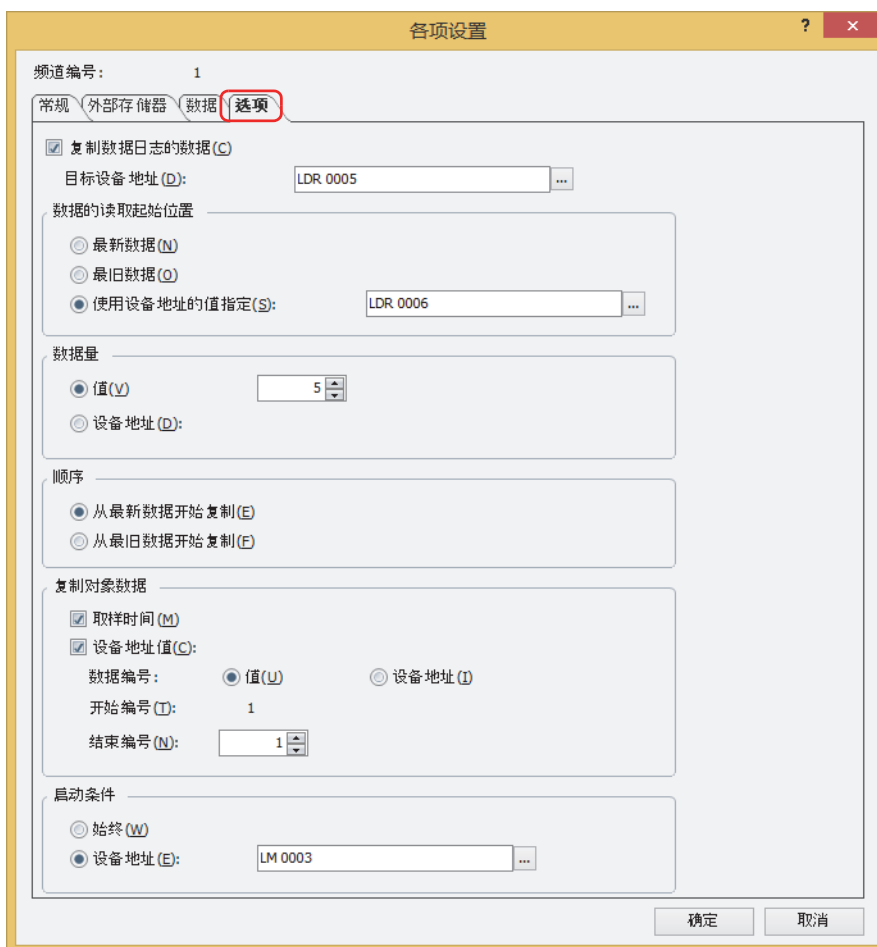 各项设置
? ×
频道编号: 1
常规 外部存储器 数据 选项
复制数据日志的数据(C)
目标设备地址(D): LDR 0005 ...
数据的读取起始位置
最新数据(N)
最旧数据(O)
使用设备地址的值指定(S): LDR 0006 ...
数据量
值(V) 5
设备地址(D):
顺序
从最新数据开始复制(E)
从最旧数据开始复制(F)
复制对象数据
取样时间(M)
设备地址值(C):
数据编号: 值(U) 设备地址(I)
开始编号(T): 1
结束编号(N): 1
启动条件
始终(W)
设备地址(E): LM 0003 ...
确定 取消